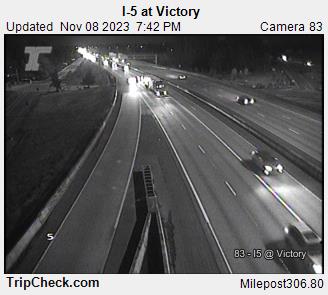 I-5 at Victory
Updated Nov 08 2023 7:42 PM Camera 83
S
83 - I5 @ Victory
TripCheck.com Milepost306.80